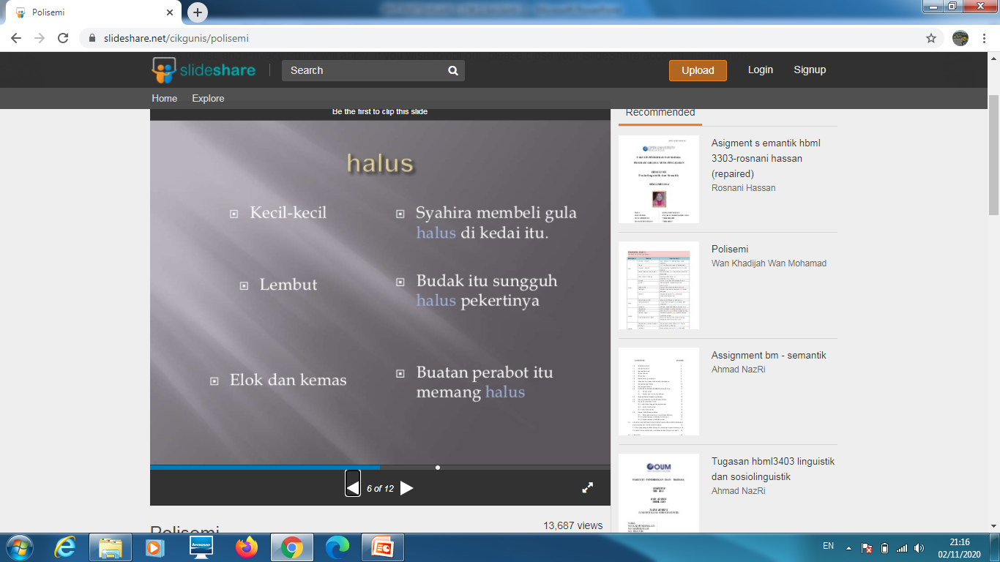 Polisemi
slideshare.net/cikgunis/polisemi
slideshare
Search
Upload
Login
Signup
Home
Explore
Be the first to clip this slide
halus
Kecil-kecil
Syahira membeli gula
halus di kedai itu.
Lembut
Budak itu sungguh
halus pekertinya
Elok dan kemas
Buatan perabot itu
memang halus
6 of 12
Polisemi
13,687 views
Recommended
Asigment s emantik hbml
3303-rosnani hassan
(repaired)
Rosnani Hassan
Polisemi
Wan Khadijah Wan Mohamad
Assignment bm - semantik
Ahmad NazRi
OUM
Tugasan hbml3403 linguistik
dan sosiolinguistik
Ahmad NazRi
lenovo
EN
21:16
02/11/2020